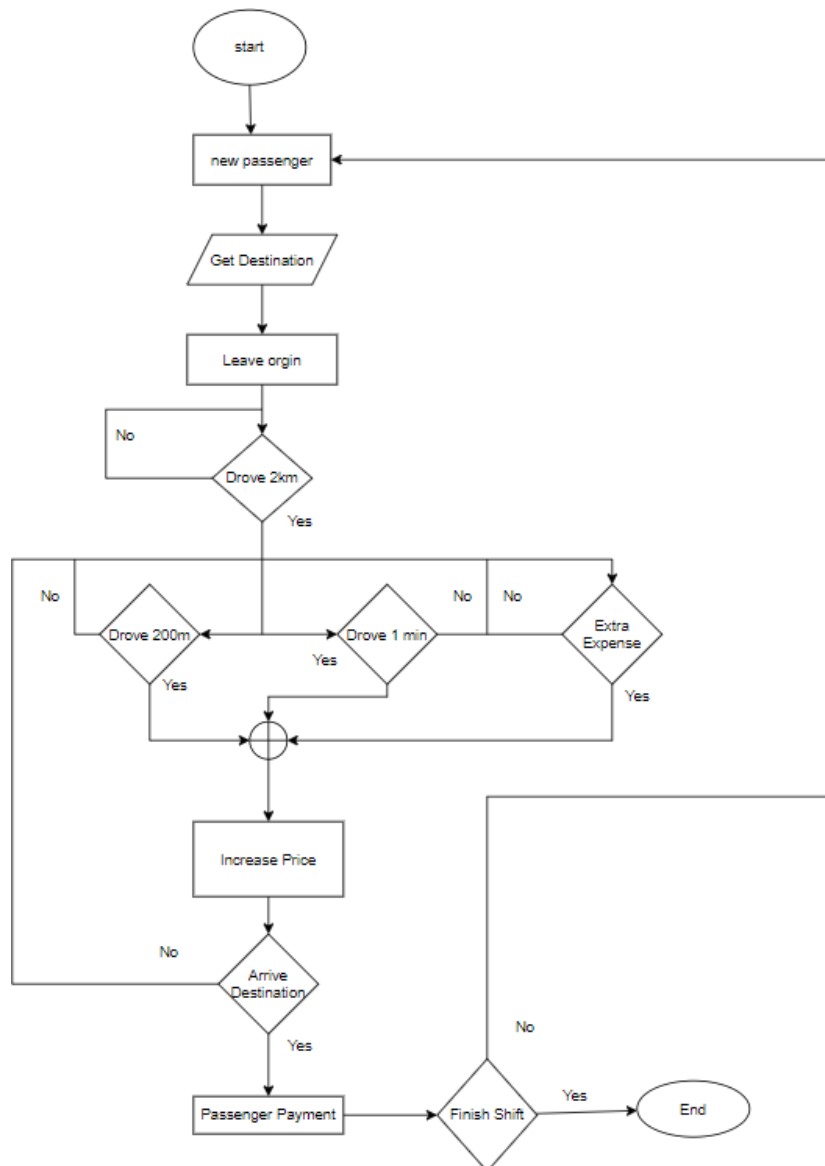 start
new passenger
Get Destination
Leave orgin
No
Drove 2km
Yes
No
Drove 200m
Yes
Drove 1 min
Yes
No
No
Extra
Expense
Yes
Increase Price
No
Arrive
Destination
Yes
No
Passenger Payment
Finish Shift
Yes
End